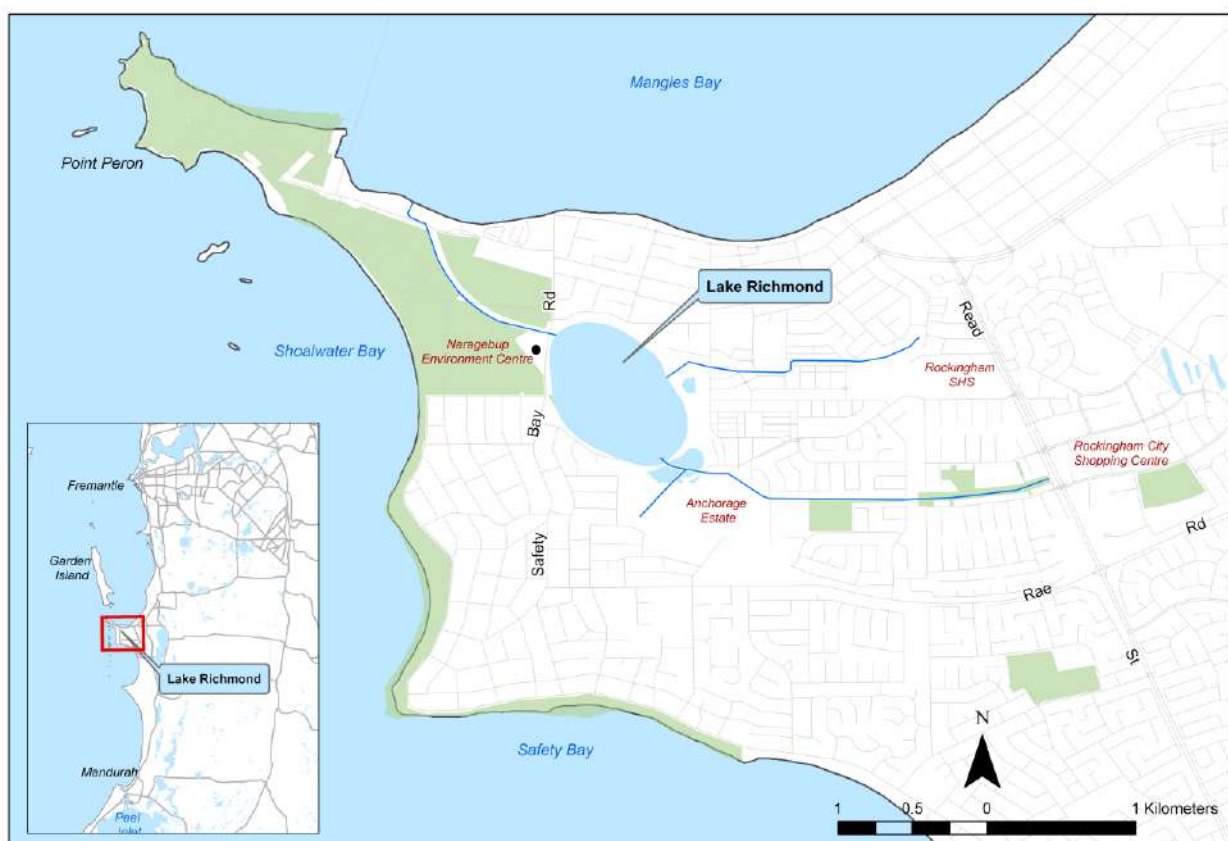 Mangles Bay
Point Peron
Lake Richmond
Rd
Read
Shoalwater Bay
Naragebup
Environment Centre
Rockingham
SHS
Bay
Rockingham City
Shopping Centre
Anchorage
Estate
Safety
Rd
Rae
St
Safety Bay
Fremantle
Garden
Island
Lake Richmond
Mandurah
Peel
Inlet
N
1 0.5 0 1 Kilometers